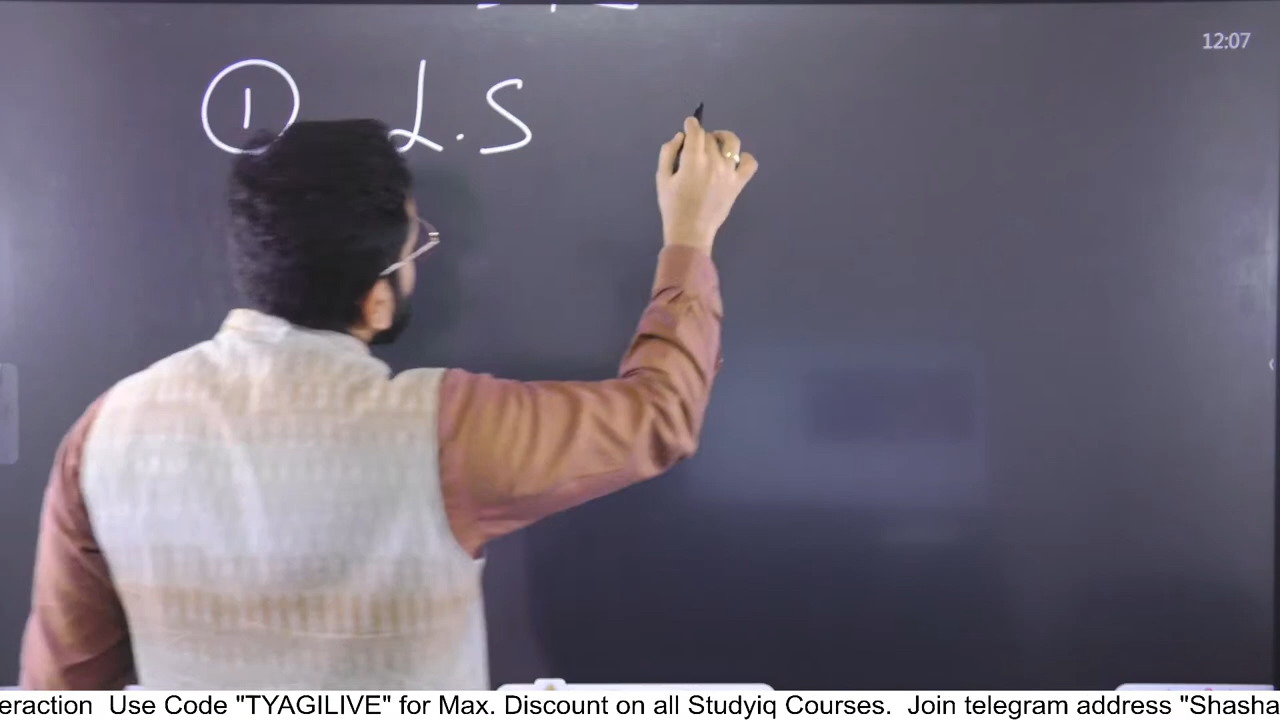 12:07
① L.S
eraction Use Code "TYAGILIVE" for Max. Discount on all Studyiq Courses. Join telegram address "Shasha